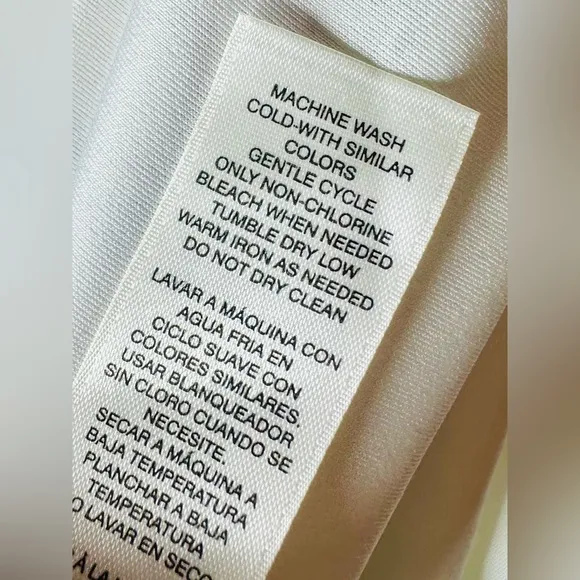 MACHINE WASH
COLD-WITH SIMILAR
COLORS
GENTLE CYCLE
ONLY NON-CHLORINE
BLEACH WHEN NEEDED
TUMBLE DRY LOW
WARM IRON AS NEEDED
DO NOT DRY CLEAN
LAVAR A MÁQUINA CON
AGUA FRIA EN
CICLO SUAVE CON
COLORES SIMILARES.
USAR BLANQUEADOR
SIN CLORO CUANDO SE
NECESITE.
SECAR A MÁQUINA A
BAJA TEMPERATURA
PLANCHAR A BAJA
TEMPERATURA
O LAVAR EN SECO
À LA